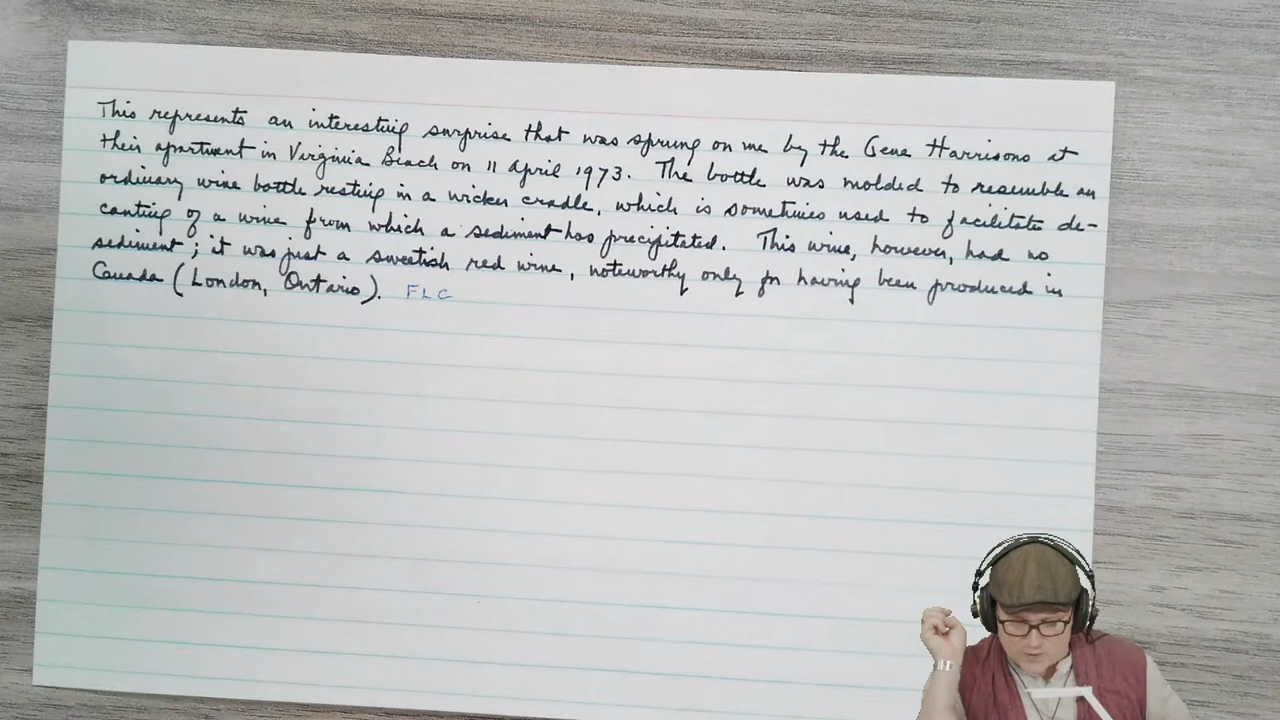 This represents an interesting surprise that was sprung on me by the Gene Harrisons at
their apartment in Virginia Beach on 11 April 1973. The bottle was molded to resemble an
ordinary wine bottle resting in a wicker cradle, which is sometimes used to facilitate de-
canting of a wine from which a sediment has precipitated. This wine, however, had no
sediment; it was just a sweetish red wine, noteworthy only for having been produced in
Canada (London, Ontario). FLC